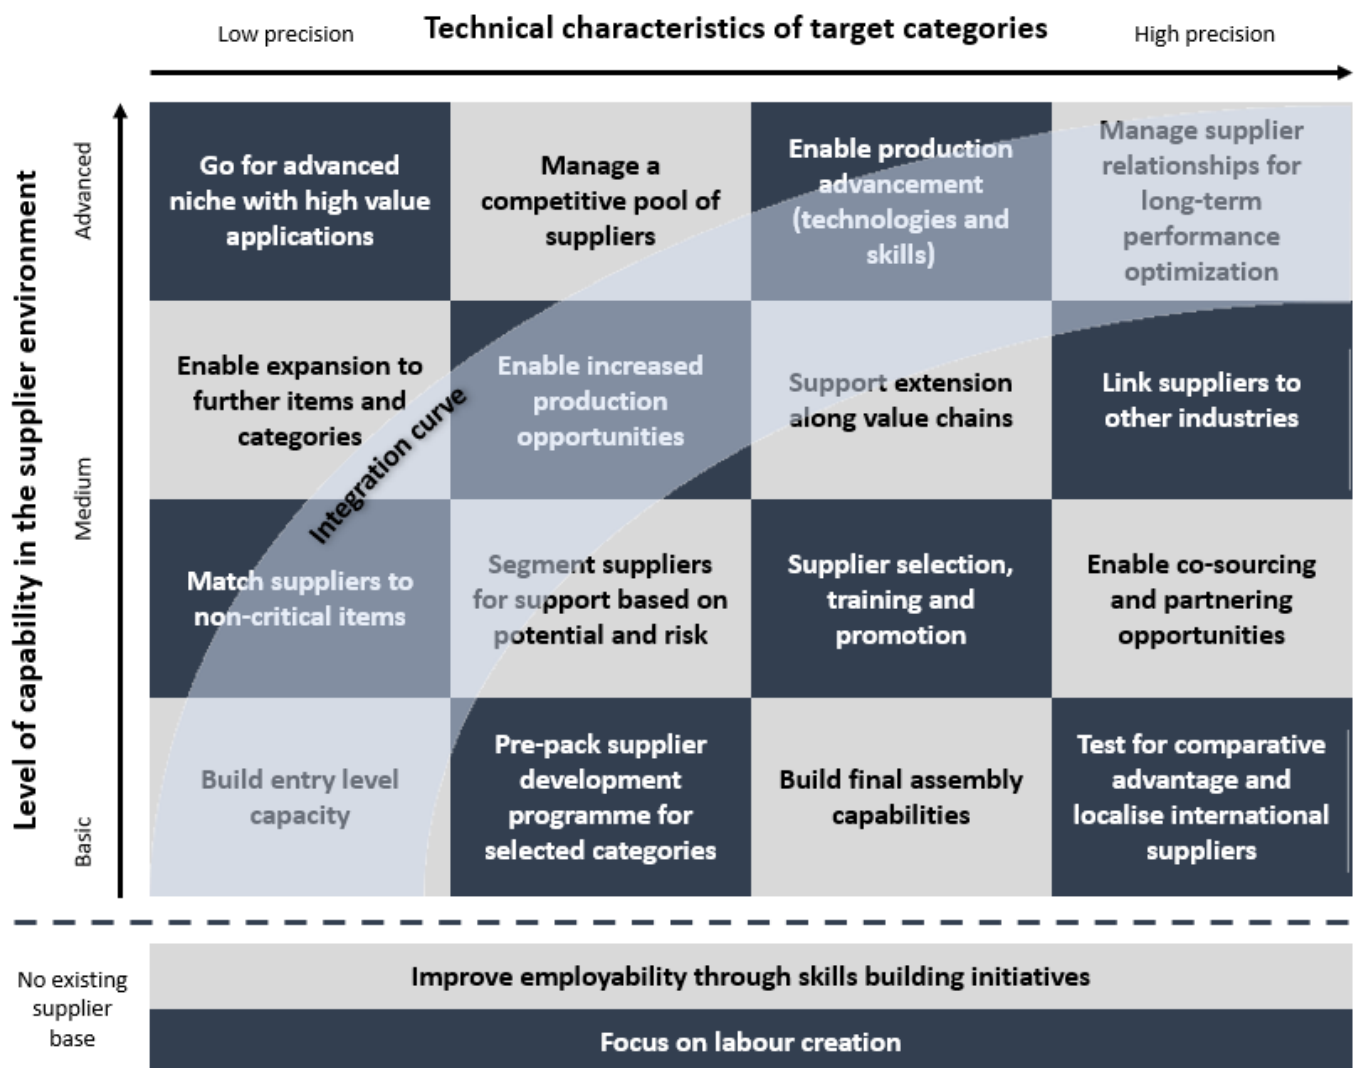 Technical characteristics of target categories
Low precision
High precision
Level of capability in the supplier environment
Advanced
Medium
Basic
Go for advanced
niche with high value
applications
Manage a
competitive pool of
suppliers
Enable production
advancement
(technologies and
skills)
Manage supplier
relationships for
long-term
performance
optimization
Enable expansion to
further items and
categories
Integration curve
Enable increased
production
opportunities
Support extension
along value chains
Link suppliers to
other industries
Match suppliers to
non-critical items
Segment suppliers
for support based on
potential and risk
Supplier selection,
training and
promotion
Enable co-sourcing
and partnering
opportunities
Build entry level
capacity
Pre-pack supplier
development
programme for
selected categories
Build final assembly
capabilities
Test for comparative
advantage and
localise international
suppliers
No existing
supplier
base
Improve employability through skills building initiatives
Focus on labour creation